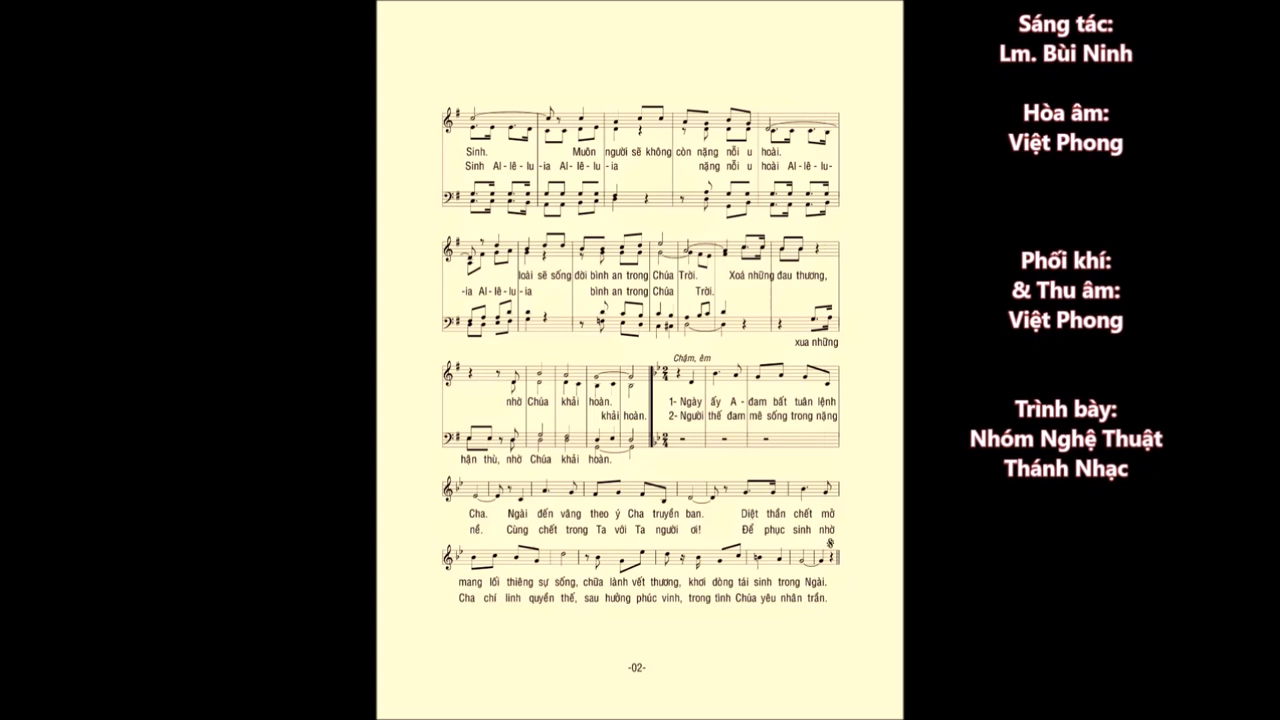 Sinh. Muôn người sẽ không còn nặng nỗi u hoài.
Sinh Al-lê-lu-ia Al-lê-lu-ia nặng nỗi u hoài Al-lê-lu-
loài sẽ sống đời bình an trong Chúa Trời. Xoá những đau thương,
-ia Al-lê-lu-ia bình an trong Chúa Trời.
xua những
Chậm, êm
nhờ Chúa khải hoàn. 1- Ngày ấy A-đam bất tuân lệnh
khải hoàn. 2- Người thế đam mê sống trong nặng
hận thù, nhờ Chúa khải hoàn.
Cha. Ngài đến vâng theo ý Cha truyền ban. Diệt thần chết mở
nề. Cùng chết trong Ta với Ta người ơi! Để phục sinh nhờ
mang lối thiêng sự sống, chữa lành vết thương, khơi dòng tái sinh trong Ngài.
Cha chí linh quyền thế, sau hưởng phúc vinh, trong tình Chúa yêu nhân trần.
-02-
Sáng tác:
Lm. Bùi Ninh
Hòa âm:
Việt Phong
Phối khí:
& Thu âm:
Việt Phong
Trình bày:
Nhóm Nghệ Thuật
Thánh Nhạc